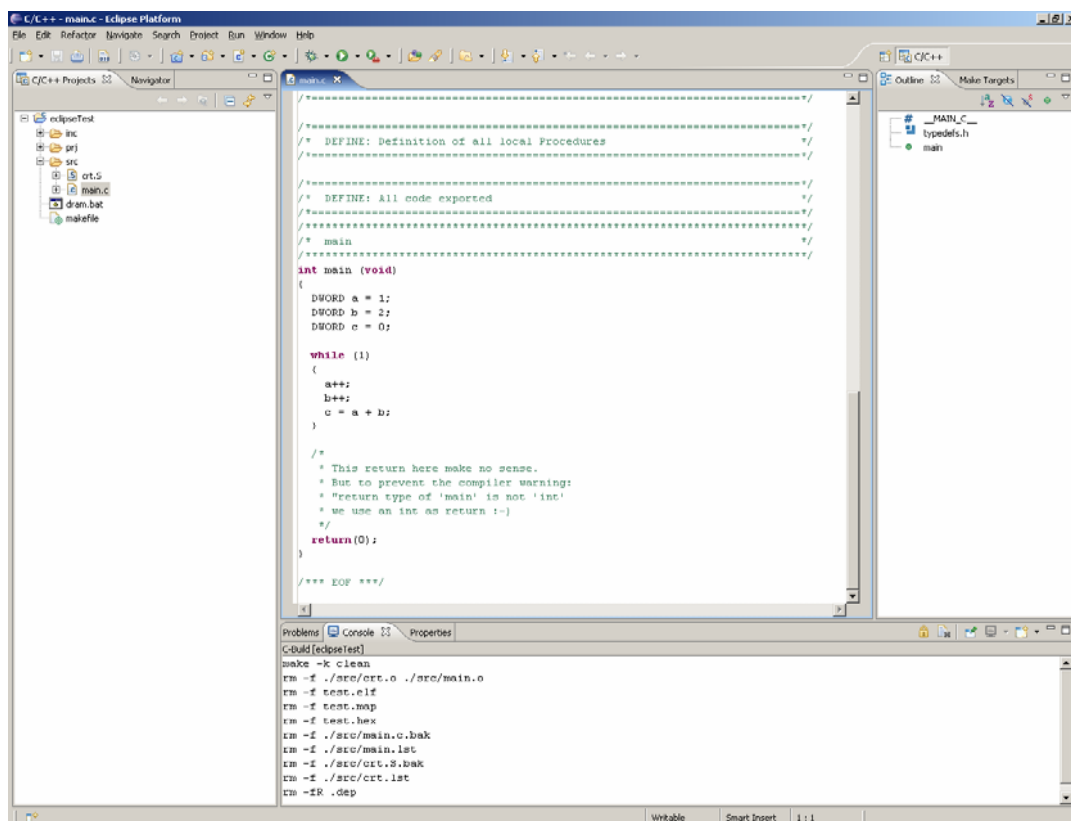 C/C++ - main.c - Eclipse Platform
File Edit Refactor Navigate Search Project Run Window Help
C/C++
C/C++ Projects Navigator
eclipseTest
inc
prj
src
crt.S
main.c
dram.bat
makefile
main.c
/*===========================================================================*/
/*===========================================================================*/
/*  DEFINE: Definition of all local Procedures                               */
/*===========================================================================*/
/*===========================================================================*/
/*  DEFINE: All code exported                                                */
/*===========================================================================*/
/****************************************************************************/
/*  main                                                                     */
/****************************************************************************/
int main (void)
{
  DWORD a = 1;
  DWORD b = 2;
  DWORD c = 0;
  while (1)
  {
    a++;
    b++;
    c = a + b;
  }
  /*
   * This return here make no sense.
   * But to prevent the compiler warning:
   * "return type of 'main' is not 'int'
   * we use an int as return :-)
   */
  return(0);
}
/*** EOF ***/
Outline Make Targets
__MAIN_C__
typedefs.h
main
Problems Console Properties
C-Build [eclipseTest]
make -k clean
rm -f ./src/crt.o ./src/main.o
rm -f test.elf
rm -f test.map
rm -f test.hex
rm -f ./src/main.c.bak
rm -f ./src/main.lst
rm -f ./src/crt.S.bak
rm -f ./src/crt.lst
rm -fR .dep
Writable Smart Insert 1 : 1